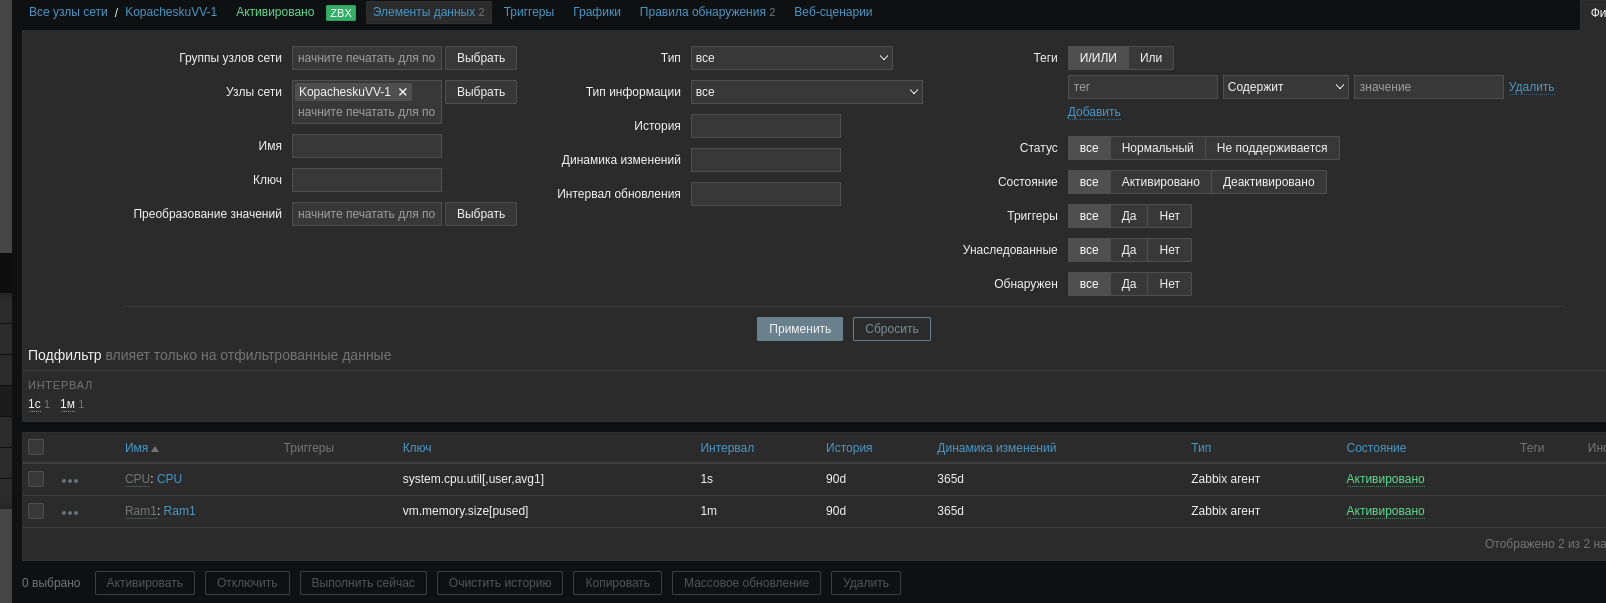 Все узлы сети / KopacheskuVV-1 Активировано ZBX Элементы данных 2 Триггеры Графики Правила обнаружения 2 Веб-сценарии
Группы узлов сети начните печатать для по Выбрать Тип все Теги И/ИЛИ Или
Узлы сети KopacheskuVV-1 начните печатать для по Выбрать Тип информации все тег Содержит значение Удалить
Добавить
История
Имя Динамика изменений Статус все Нормальный Не поддерживается
Ключ Интервал обновления Состояние все Активировано Деактивировано
Преобразование значений начните печатать для по Выбрать Триггеры все Да Нет
Унаследованные все Да Нет
Обнаружен все Да Нет
Применить Сбросить
Подфильтр влияет только на отфильтрованные данные
ИНТЕРВАЛ
1с 1 1м 1
Имя Триггеры Ключ Интервал История Динамика изменений Тип Состояние Теги
CPU: CPU system.cpu.util[,user,avg1] 1s 90d 365d Zabbix агент Активировано
Ram1: Ram1 vm.memory.size[pused] 1m 90d 365d Zabbix агент Активировано
Отображено 2 из 2 на
0 выбрано Активировать Отключить Выполнить сейчас Очистить историю Копировать Массовое обновление Удалить